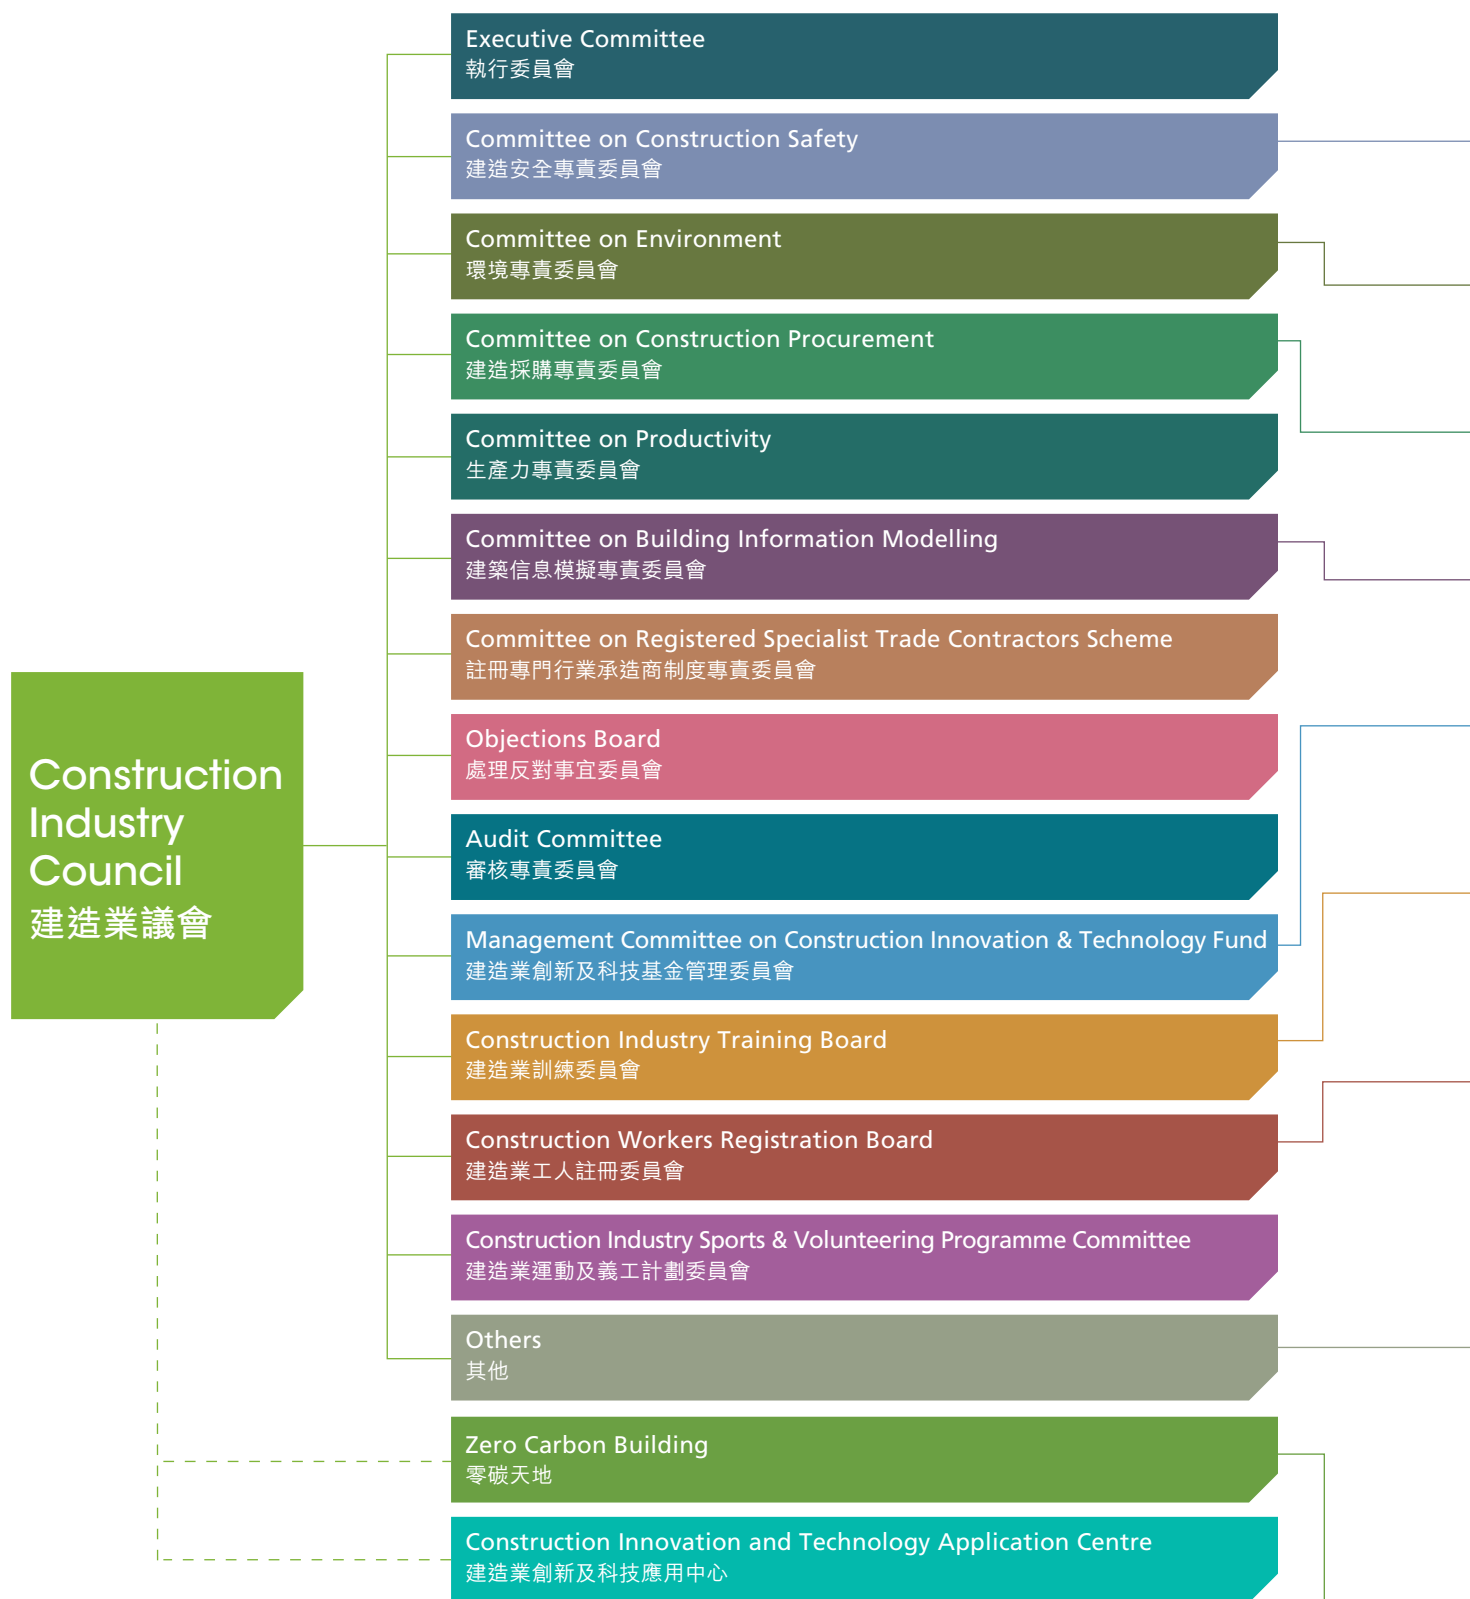 Executive Committee
執行委員會
Committee on Construction Safety
建造安全專責委員會
Committee on Environment
環境專責委員會
Committee on Construction Procurement
建造採購專責委員會
Committee on Productivity
生產力專責委員會
Committee on Building Information Modelling
建築信息模擬專責委員會
Committee on Registered Specialist Trade Contractors Scheme
註冊專門行業承造商制度專責委員會
Construction
Industry
Council
建造業議會
Objections Board
處理反對事宜委員會
Audit Committee
審核專責委員會
Management Committee on Construction Innovation & Technology Fund
建造業創新及科技基金管理委員會
Construction Industry Training Board
建造業訓練委員會
Construction Workers Registration Board
建造業工人註冊委員會
Construction Industry Sports & Volunteering Programme Committee
建造業運動及義工計劃委員會
Others
其他
Zero Carbon Building
零碳天地
Construction Innovation and Technology Application Centre
建造業創新及科技應用中心